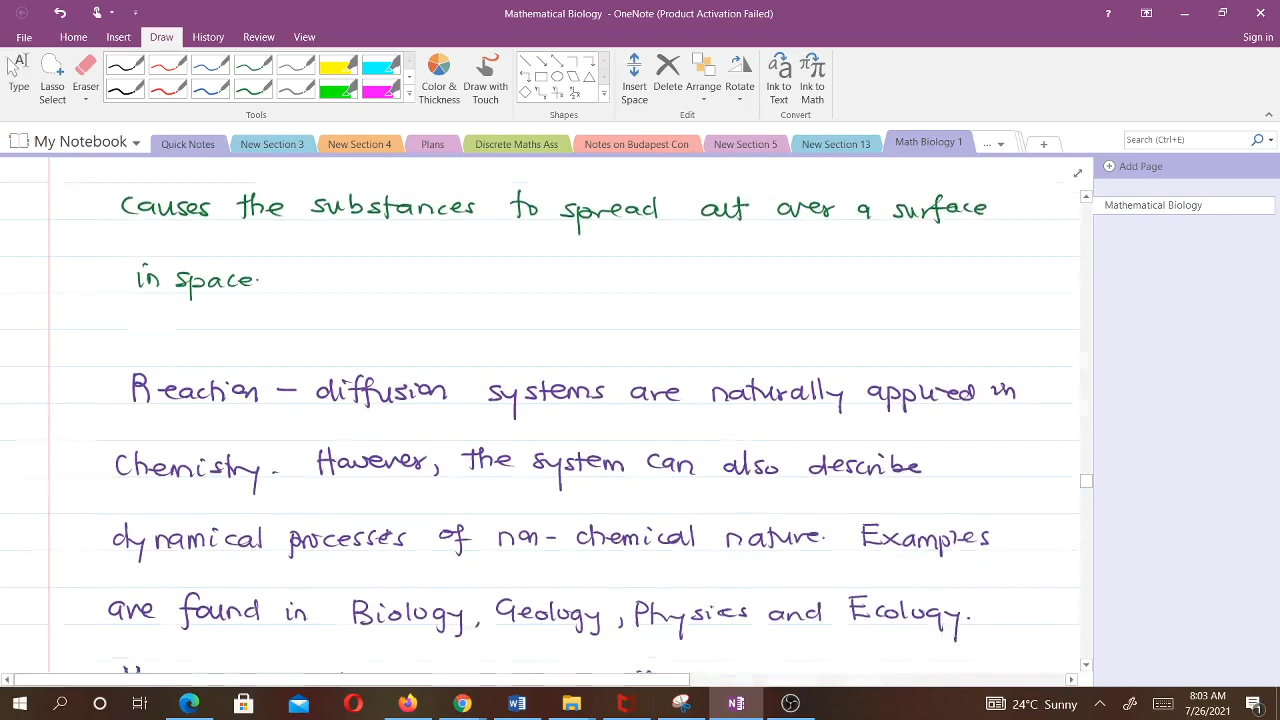 Mathematical Biology - OneNote (Product Activation Failed)
File Home Insert Draw History Review View
Sign in
Type Lasso Select Eraser Color & Thickness Draw with Touch Insert Space Delete Arrange Rotate Ink to Text Ink to Math
Tools Shapes Edit Convert
My Notebook Quick Notes New Section 3 New Section 4 Plans Discrete Maths Ass Notes on Budapest Con New Section 5 New Section 13 Math Biology 1 ... Search (Ctrl+E)
Add Page
Mathematical Biology
causes the substances to spread out over a surface
in space.
Reaction - diffusion systems are naturally applied in
Chemistry. However, the system can also describe
dynamical processes of non-chemical nature. Examples
are found in Biology, Geology, Physics and Ecology.
24°C Sunny
8:03 AM
7/26/2021